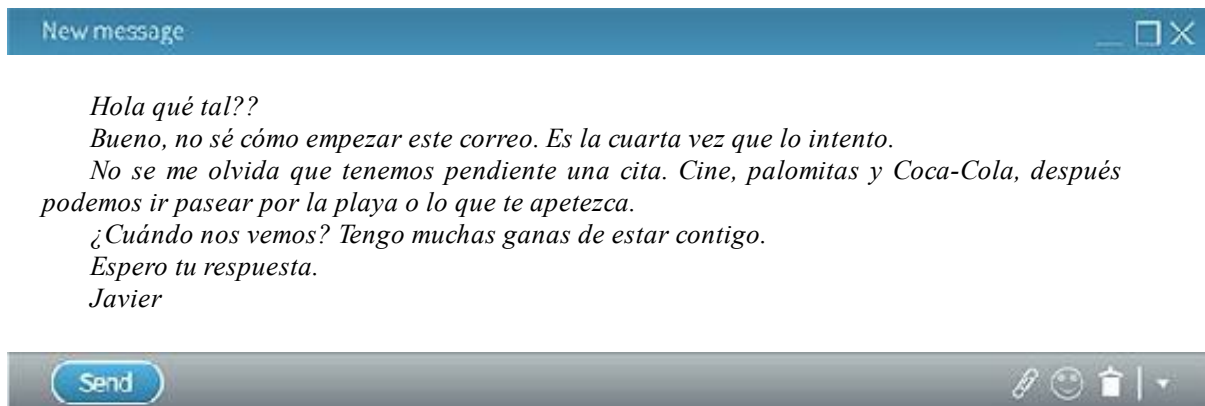 New message
Hola qué tal??
Bueno, no sé cómo empezar este correo. Es la cuarta vez que lo intento.
No se me olvida que tenemos pendiente una cita. Cine, palomitas y Coca-Cola, después
podemos ir pasear por la playa o lo que te apetezca.
¿Cuándo nos vemos? Tengo muchas ganas de estar contigo.
Espero tu respuesta.
Javier
Send